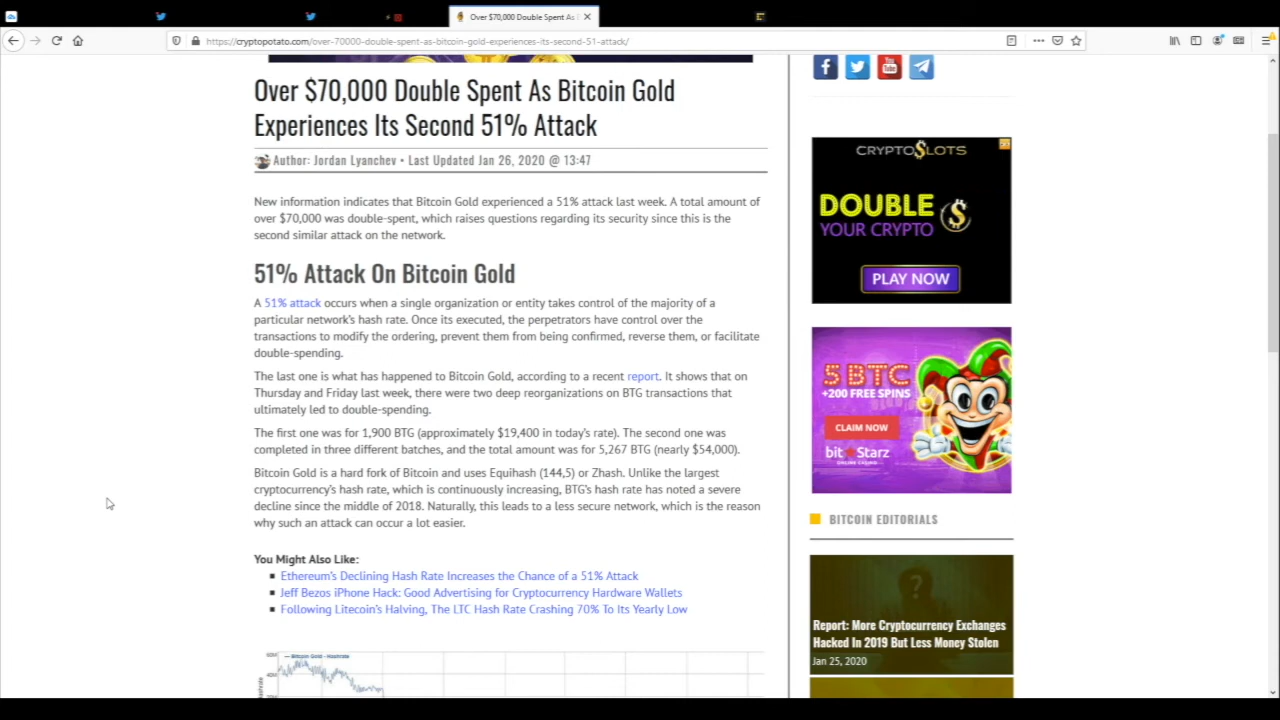 Over $70,000 Double Spent As
https://cryptopotato.com/over-70000-double-spent-as-bitcoin-gold-experiences-its-second-51-attack/
Over $70,000 Double Spent As Bitcoin Gold
Experiences Its Second 51% Attack
Author: Jordan Lyanchev • Last Updated Jan 26, 2020 @ 13:47
New information indicates that Bitcoin Gold experienced a 51% attack last week. A total amount of
over $70,000 was double-spent, which raises questions regarding its security since this is the
second similar attack on the network.
51% Attack On Bitcoin Gold
A 51% attack occurs when a single organization or entity takes control of the majority of a
particular network's hash rate. Once its executed, the perpetrators have control over the
transactions to modify the ordering, prevent them from being confirmed, reverse them, or facilitate
double-spending.
The last one is what has happened to Bitcoin Gold, according to a recent report. It shows that on
Thursday and Friday last week, there were two deep reorganizations on BTG transactions that
ultimately led to double-spending.
The first one was for 1,900 BTG (approximately $19,400 in today's rate). The second one was
completed in three different batches, and the total amount was for 5,267 BTG (nearly $54,000).
Bitcoin Gold is a hard fork of Bitcoin and uses Equihash (144,5) or Zhash. Unlike the largest
cryptocurrency's hash rate, which is continuously increasing, BTG's hash rate has noted a severe
decline since the middle of 2018. Naturally, this leads to a less secure network, which is the reason
why such an attack can occur a lot easier.
You Might Also Like:
Ethereum's Declining Hash Rate Increases the Chance of a 51% Attack
Jeff Bezos iPhone Hack: Good Advertising for Cryptocurrency Hardware Wallets
Following Litecoin's Halving, The LTC Hash Rate Crashing 70% To Its Yearly Low
Bitcoin Gold - Hashrate
You
Tube
CRYPTO$LOTS
DOUBLE
YOUR CRYPTO
PLAY NOW
5 BTC
+200 FREE SPINS
CLAIM NOW
bit★Starz
ONLINE CASINO
BITCOIN EDITORIALS
Report: More Cryptocurrency Exchanges
Hacked In 2019 But Less Money Stolen
Jan 25, 2020